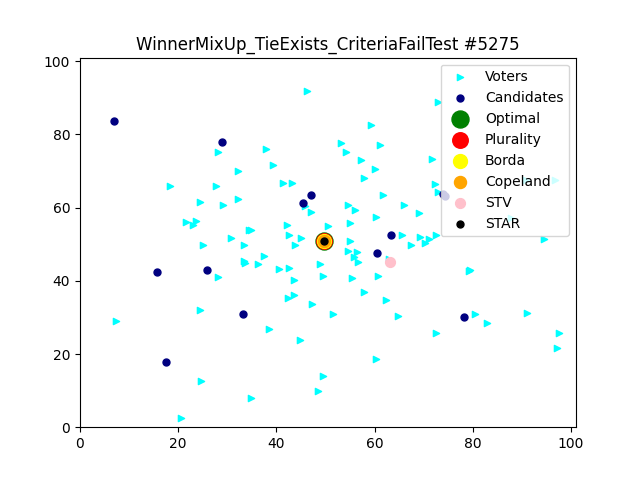 WinnerMixUp_TieExists_CriteriaFailTest #5275
100
80
60
40
20
0
0
20
40
60
80
100
Voters
Candidates
Optimal
Plurality
Borda
Copeland
STV
STAR